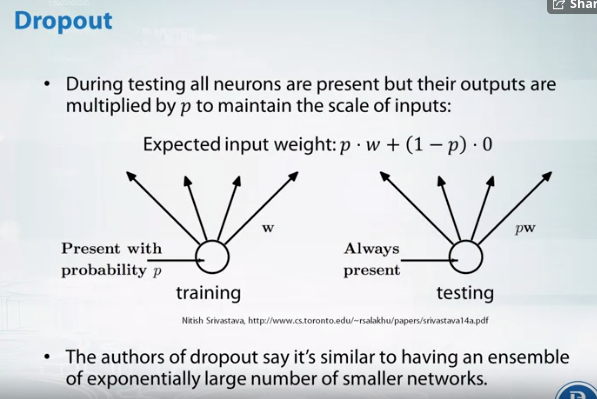 Shar
Dropout
• During testing all neurons are present but their outputs are
multiplied by p to maintain the scale of inputs:
Expected input weight: p · w + (1 − p) · 0
w
pw
Present with
probability p
Always
present
training
testing
Nitish Srivastava, http://www.cs.toronto.edu/~rsalakhu/papers/srivastava14a.pdf
• The authors of dropout say it's similar to having an ensemble
of exponentially large number of smaller networks.